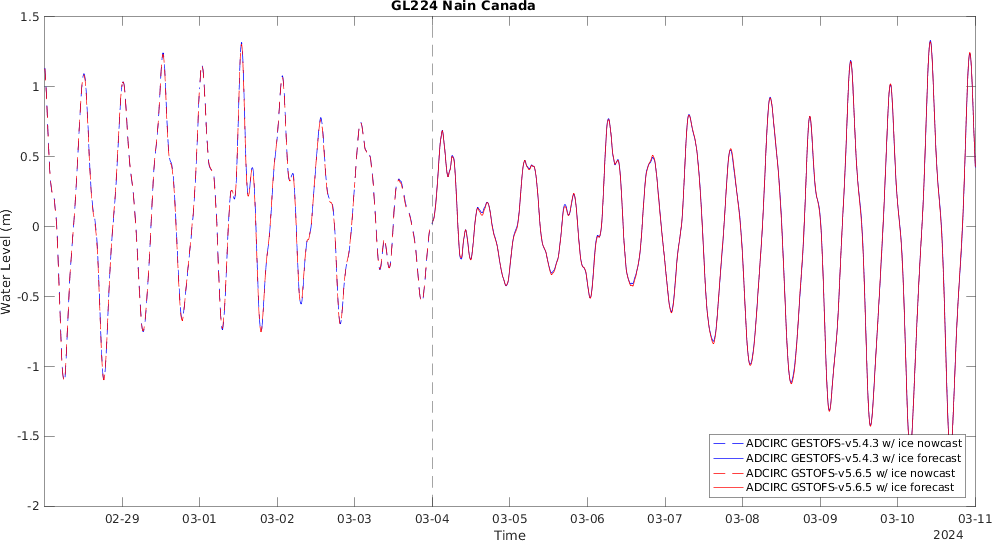 GL224 Nain Canada
1.5
1
0.5
0
-0.5
-1
-1.5
-2
Water Level (m)
ADCIRC GESTOFS-v5.4.3 w/ ice nowcast
ADCIRC GESTOFS-v5.4.3 w/ ice forecast
ADCIRC GSTOFS-v5.6.5 w/ ice nowcast
ADCIRC GSTOFS-v5.6.5 w/ ice forecast
02-29 03-01 03-02 03-03 03-04 03-05 03-06 03-07 03-08 03-09 03-10 03-11
Time
2024